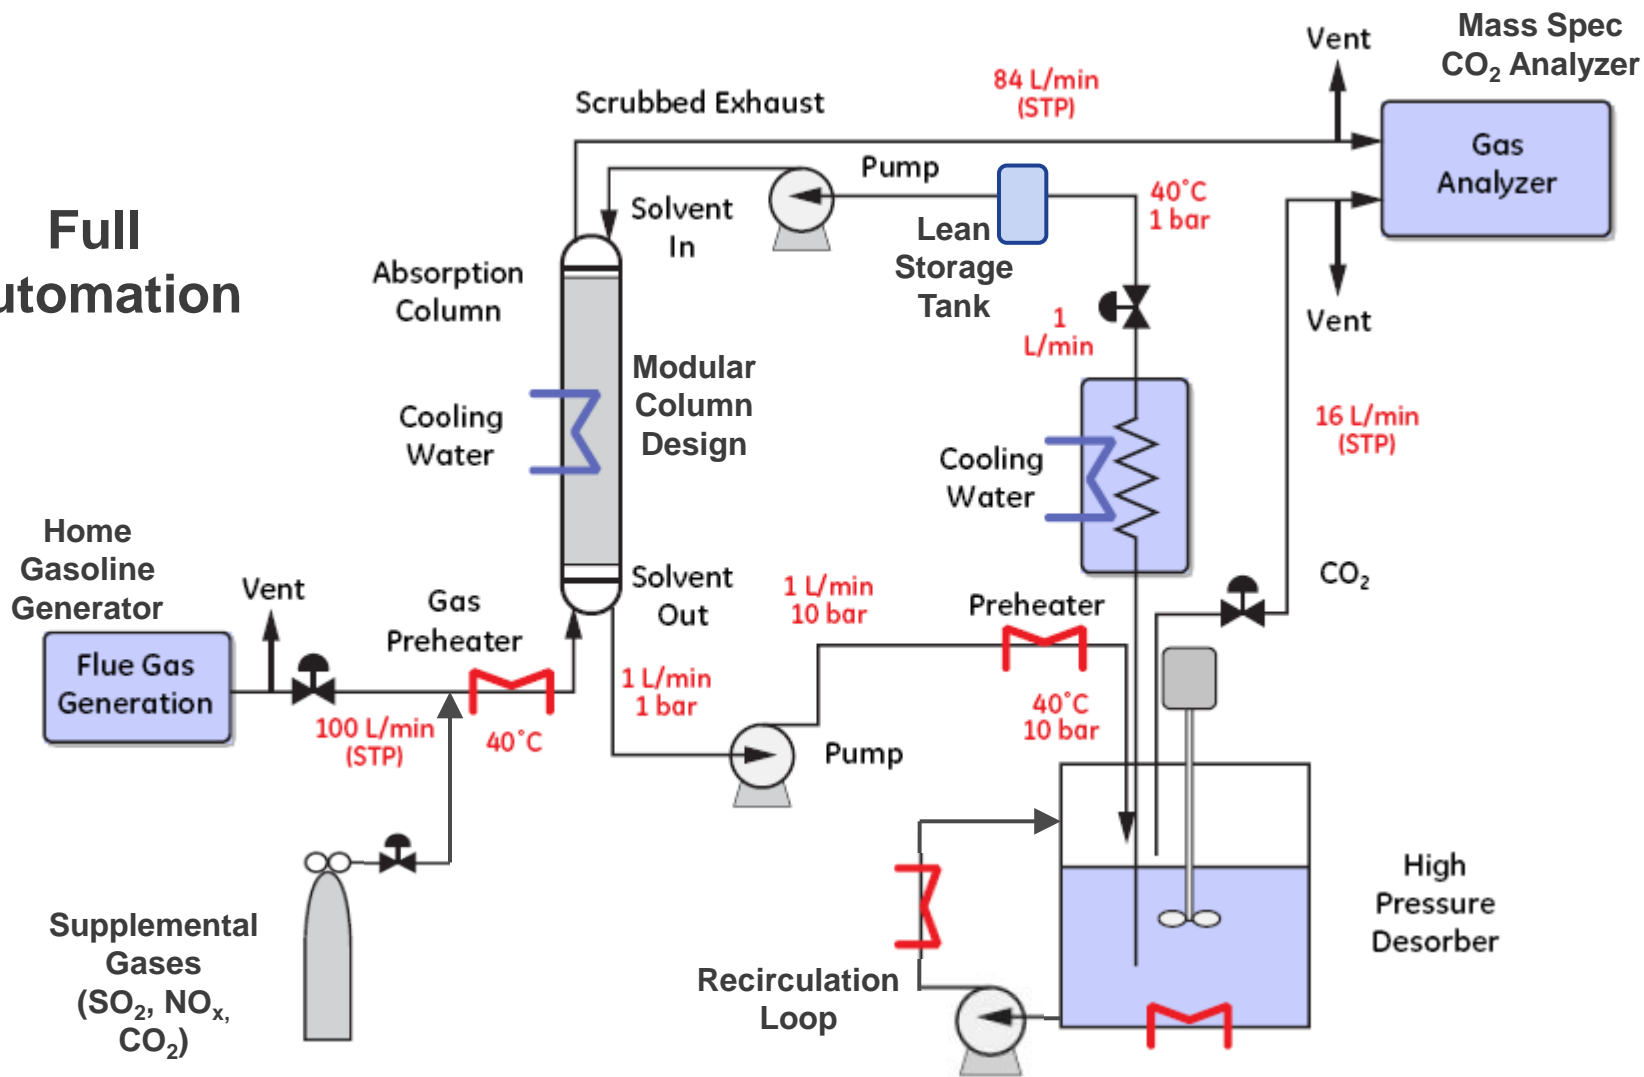 Mass Spec
CO₂ Analyzer
Vent
84 L/min
(STP)
Scrubbed Exhaust
Gas
Analyzer
Pump
40°C
1 bar
Solvent
In
Lean
Storage
Tank
Full
utomation
Absorption
Column
Vent
1
L/min
Modular
Column
Design
Cooling
Water
16 L/min
(STP)
Cooling
Water
Home
Gasoline
Generator
Vent
Gas
Preheater
Solvent
Out
1 L/min
10 bar
Preheater
CO₂
Flue Gas
Generation
1 L/min
1 bar
100 L/min
(STP)
40°C
40°C
10 bar
Pump
High
Pressure
Desorber
Supplemental
Gases
(SO₂, NOₓ,
CO₂)
Recirculation
Loop